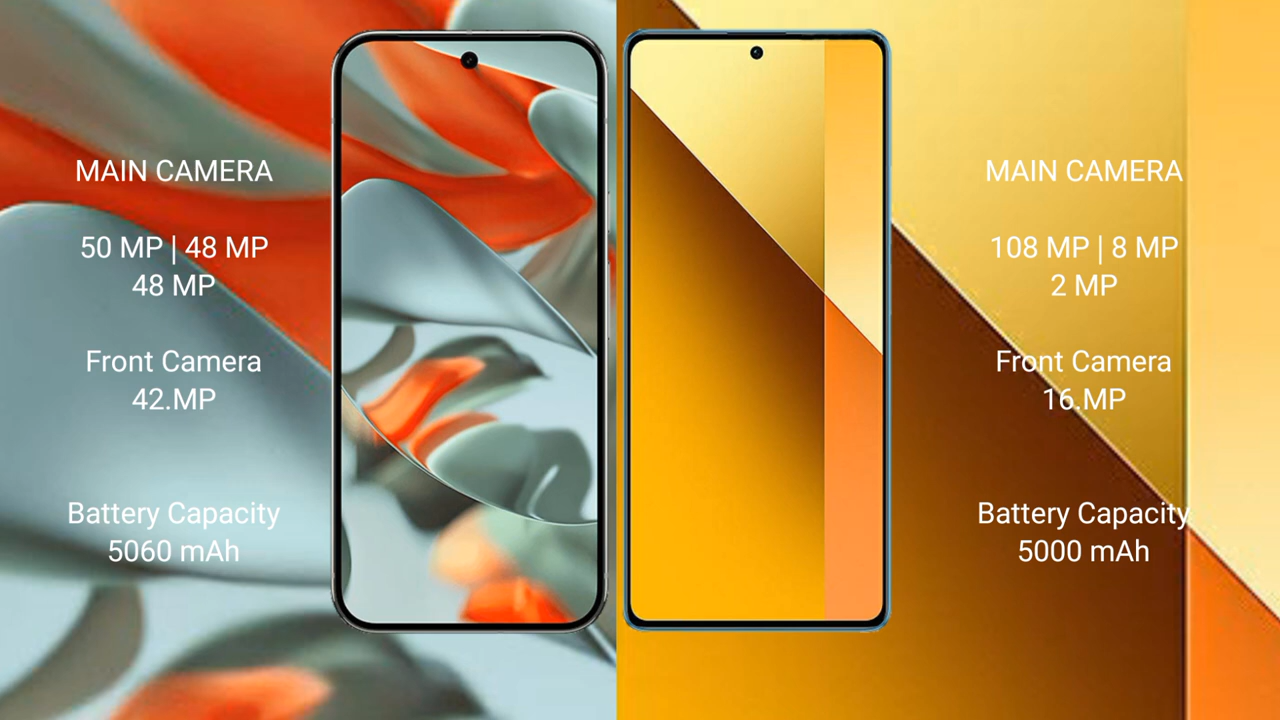 MAIN CAMERA
50 MP | 48 MP
48 MP
Front Camera
42.MP
Battery Capacity
5060 mAh
MAIN CAMERA
108 MP | 8 MP
2 MP
Front Camera
16.MP
Battery Capacity
5000 mAh